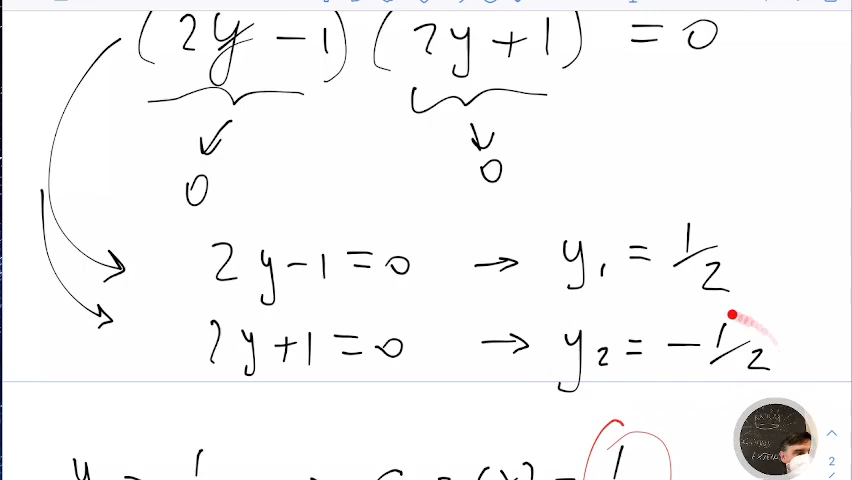 (2y - 1) (2y + 1) = 0
0 0
2y - 1 = 0 → y₁ = 1/2
2y + 1 = 0 → y₂ = -1/2
2